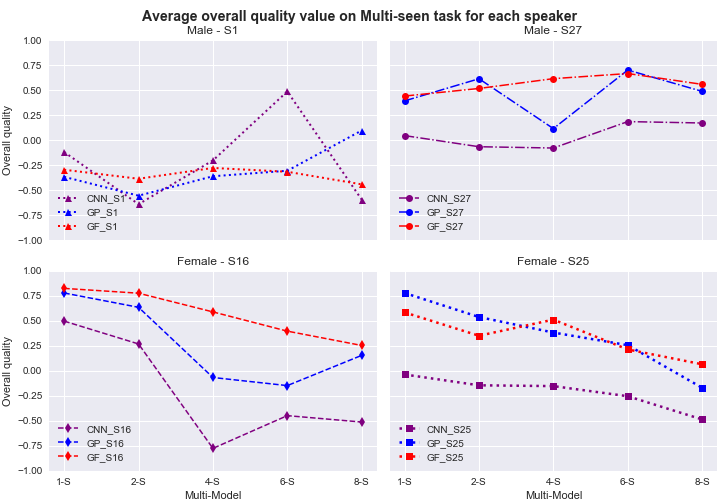 Average overall quality value on Multi-seen task for each speaker
Male - S1
Male - S27
1.00
0.75
0.50
0.25
0.00
−0.25
−0.50
−0.75
−1.00
Overall quality
CNN_S1
GP_S1
GF_S1
CNN_S27
GP_S27
GF_S27
Female - S16
Female - S25
1.00
0.75
0.50
0.25
0.00
−0.25
−0.50
−0.75
−1.00
Overall quality
CNN_S16
GP_S16
GF_S16
CNN_S25
GP_S25
GF_S25
1-S 2-S 4-S 6-S 8-S
1-S 2-S 4-S 6-S 8-S
Multi-Model
Multi-Model